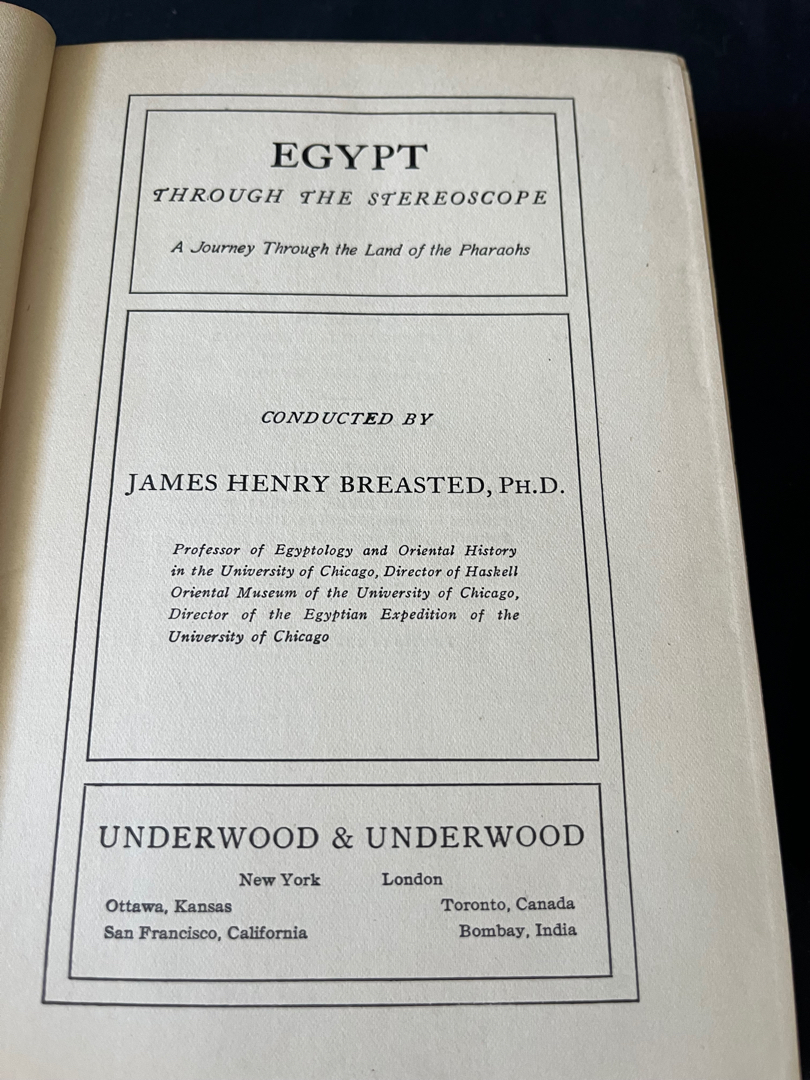 EGYPT
THROUGH THE STEREOSCOPE
A Journey Through the Land of the Pharaohs
CONDUCTED BY
JAMES HENRY BREASTED, PH.D.
Professor of Egyptology and Oriental History
in the University of Chicago, Director of Haskell
Oriental Museum of the University of Chicago,
Director of the Egyptian Expedition of the
University of Chicago
UNDERWOOD & UNDERWOOD
New York London
Ottawa, Kansas Toronto, Canada
San Francisco, California Bombay, India